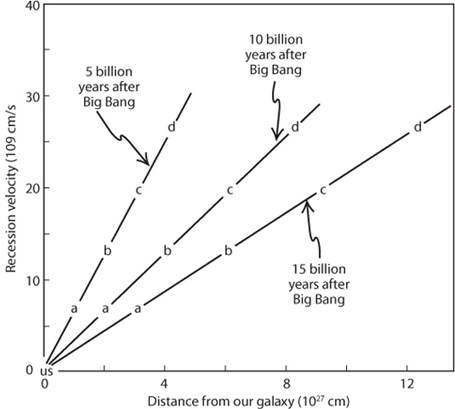 40
30
20
10
0
Recession velocity (109 cm/s)
5 billion
years after
Big Bang
10 billion
years after
Big Bang
15 billion
years after
Big Bang
d
d
d
c
c
c
b
b
b
a
a
a
us
0
4
8
12
Distance from our galaxy (10²⁷ cm)